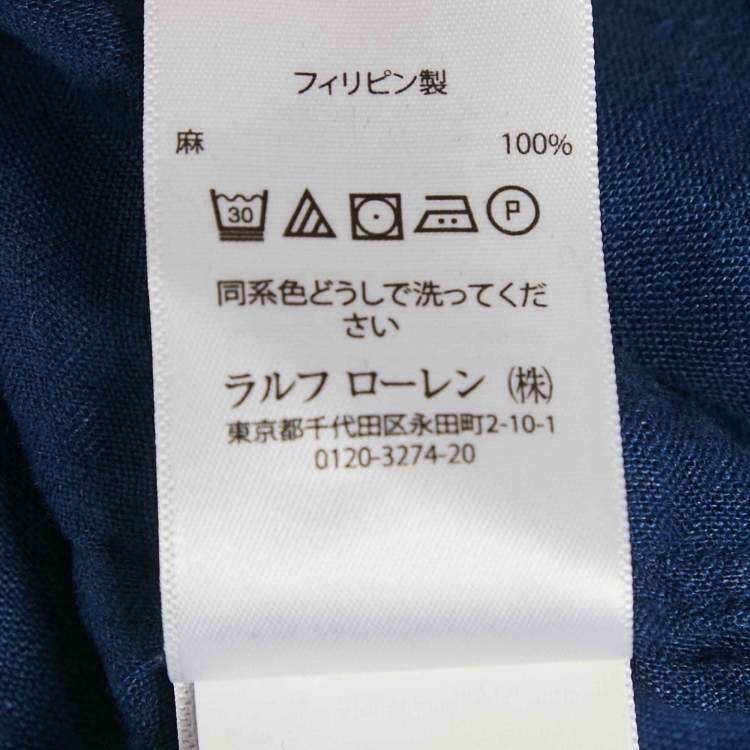 フィリピン製
麻 100%
30 P
同系色どうしで洗ってくだ
さい
ラルフ ローレン (株)
東京都千代田区永田町2-10-1
0120-3274-20